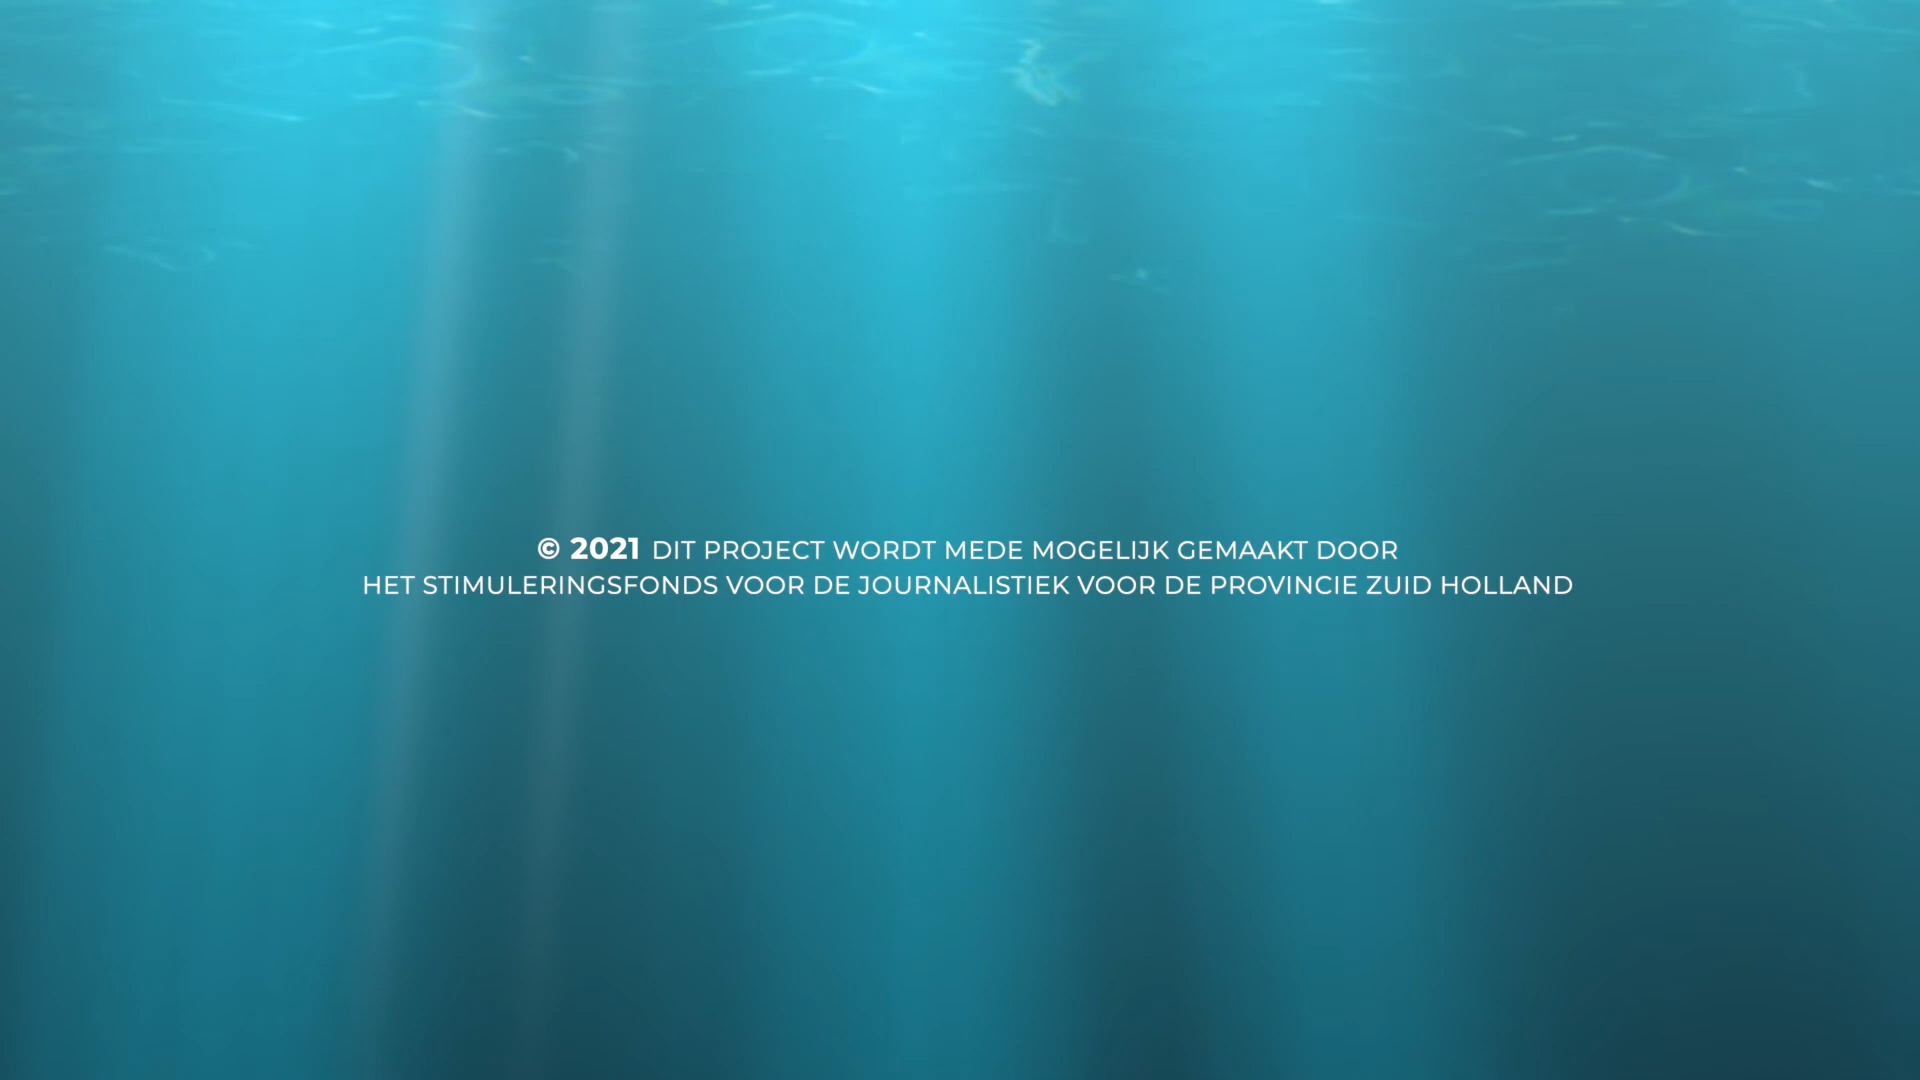 © 2021 DIT PROJECT WORDT MEDE MOGELIJK GEMAAKT DOOR
HET STIMULERINGSFONDS VOOR DE JOURNALISTIEK VOOR DE PROVINCIE ZUID HOLLAND